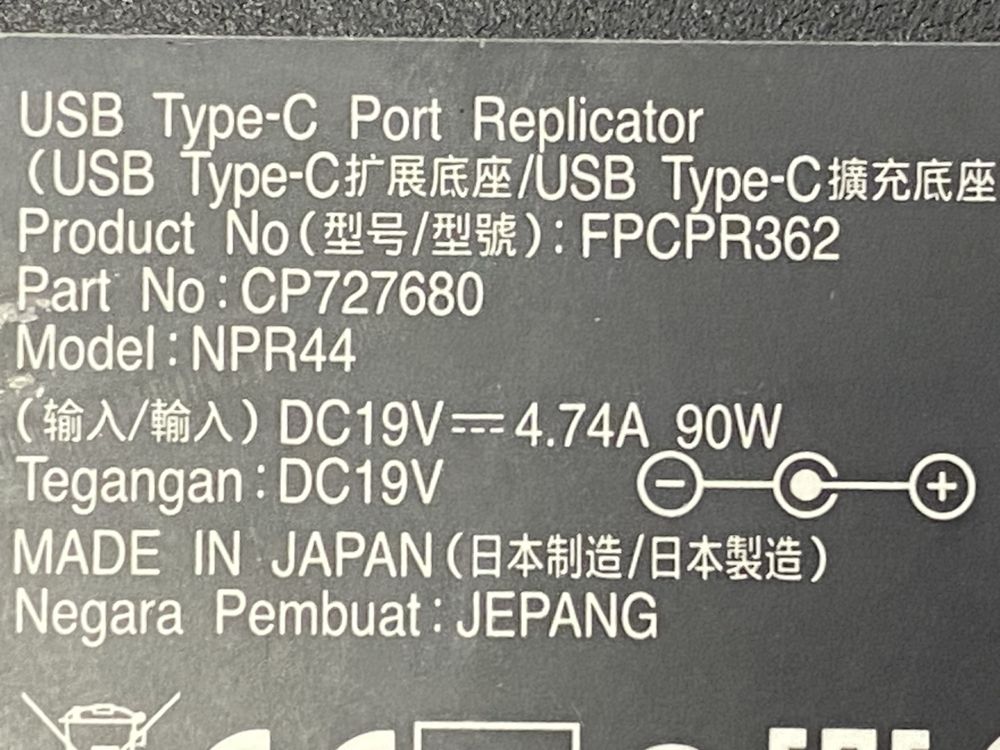 USB Type-C Port Replicator
(USB Type-C扩展底座/USB Type-C擴充底座
Product No(型号/型號):FPCPR362
Part No:CP727680
Model:NPR44
(输入/輸入) DC19V⎓4.74A 90W
Tegangan:DC19V
MADE IN JAPAN(日本制造/日本製造)
Negara Pembuat:JEPANG